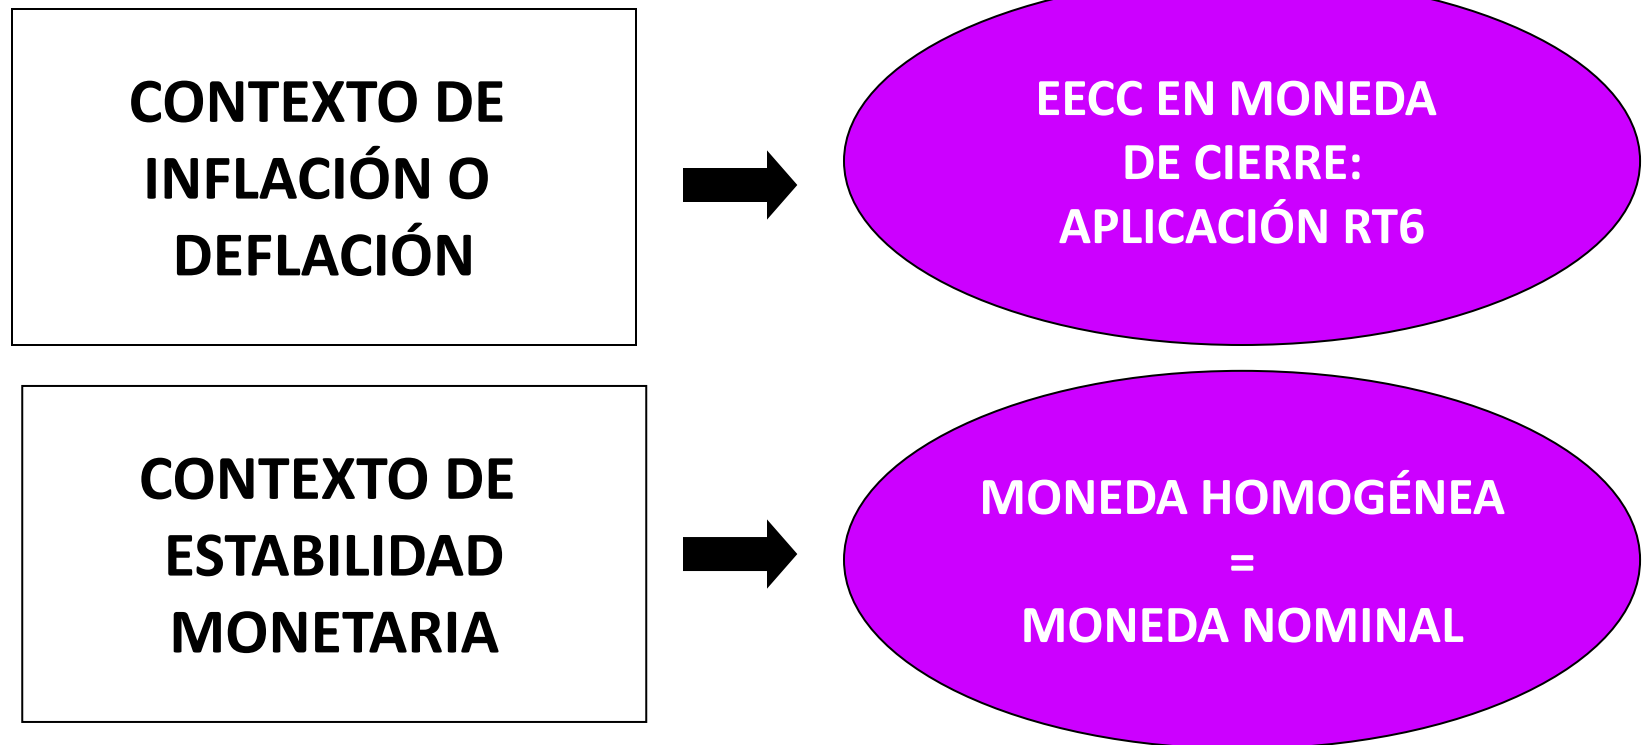 CONTEXTO DE
INFLACIÓN O
DEFLACIÓN
EECC EN MONEDA
DE CIERRE:
APLICACIÓN RT6
CONTEXTO DE
ESTABILIDAD
MONETARIA
MONEDA HOMOGÉNEA
=
MONEDA NOMINAL